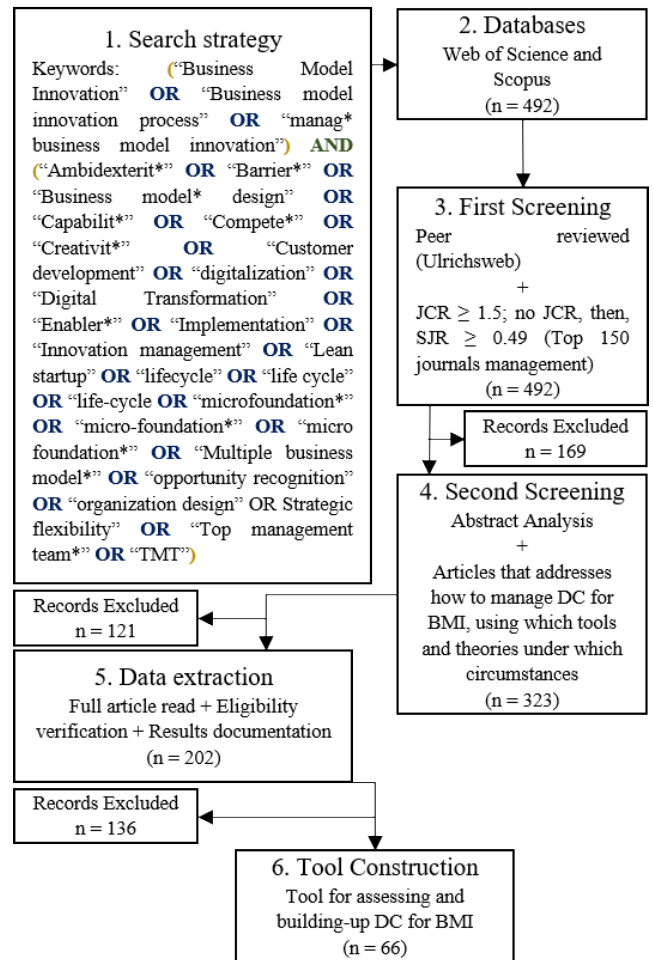 1. Search strategy
Keywords: (“Business Model
Innovation” OR “Business model
innovation process” OR “manag*
business model innovation”) AND
(“Ambidexterit*” OR “Barrier*” OR
“Business model* design” OR
“Capabilit*” OR “Compete*” OR
“Creativit*” OR “Customer
development” OR “digitalization” OR
“Digital Transformation” OR
“Enabler*” OR “Implementation” OR
“Innovation management” OR “Lean
startup” OR “lifecycle” OR “life cycle”
OR “life-cycle OR “microfoundation*”
OR “micro-foundation*” OR “micro
foundation*” OR “Multiple business
model*” OR “opportunity recognition”
OR “organization design” OR Strategic
flexibility” OR “Top management
team*” OR “TMT”)
2. Databases
Web of Science and
Scopus
(n = 492)
3. First Screening
Peer reviewed
(Ulrichsweb)
+
JCR ≥ 1.5; no JCR, then,
SJR ≥ 0.49 (Top 150
journals management)
(n = 492)
Records Excluded
n = 169
4. Second Screening
Abstract Analysis
+
Articles that addresses
how to manage DC for
BMI, using which tools
and theories under which
circumstances
(n = 323)
Records Excluded
n = 121
5. Data extraction
Full article read + Eligibility
verification + Results documentation
(n = 202)
Records Excluded
n = 136
6. Tool Construction
Tool for assessing and
building-up DC for BMI
(n = 66)